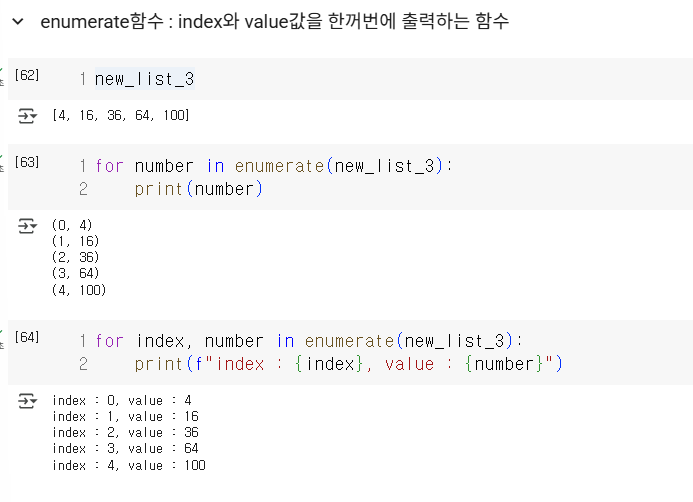 enumerate함수 : index와 value값을 한꺼번에 출력하는 함수
[62]
1 new_list_3
[4, 16, 36, 64, 100]
[63]
1 for number in enumerate(new_list_3):
2     print(number)
(0, 4)
(1, 16)
(2, 36)
(3, 64)
(4, 100)
[64]
1 for index, number in enumerate(new_list_3):
2     print(f"index : {index}, value : {number}")
index : 0, value : 4
index : 1, value : 16
index : 2, value : 36
index : 3, value : 64
index : 4, value : 100